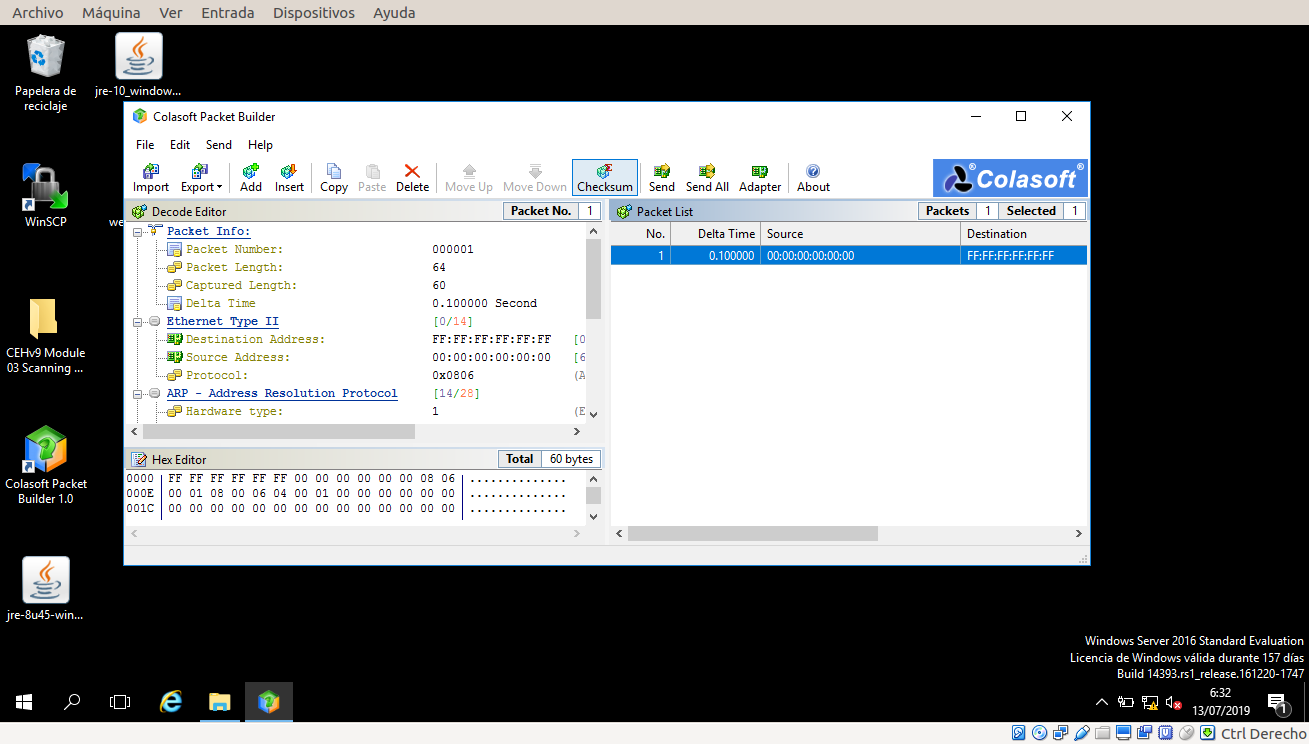 Archivo Máquina Ver Entrada Dispositivos Ayuda
Papelera de
reciclaje
jre-10_window...
WinSCP
we
CEHv9 Module
03 Scanning ...
Colasoft Packet
Builder 1.0
jre-8u45-win...
Colasoft Packet Builder
File Edit Send Help
Import Export Add Insert Copy Paste Delete Move Up Move Down Checksum Send Send All Adapter About
Colasoft®
Decode Editor Packet No. 1
Packet Info:
Packet Number: 000001
Packet Length: 64
Captured Length: 60
Delta Time 0.100000 Second
Ethernet Type II [0/14]
Destination Address: FF:FF:FF:FF:FF:FF [0
Source Address: 00:00:00:00:00:00 [6
Protocol: 0x0806 (A
ARP - Address Resolution Protocol [14/28]
Hardware type: 1 (E
Hex Editor Total 60 bytes
0000 FF FF FF FF FF FF 00 00 00 00 00 00 08 06 ..............
000E 00 01 08 00 06 04 00 01 00 00 00 00 00 00 ..............
001C 00 00 00 00 00 00 00 00 00 00 00 00 00 00 ..............
Packet List Packets 1 Selected 1
No. Delta Time Source Destination
1 0.100000 00:00:00:00:00:00 FF:FF:FF:FF:FF:FF
Windows Server 2016 Standard Evaluation
Licencia de Windows válida durante 157 días
Build 14393.rs1_release.161220-1747
6:32
13/07/2019
1
Ctrl Derecho